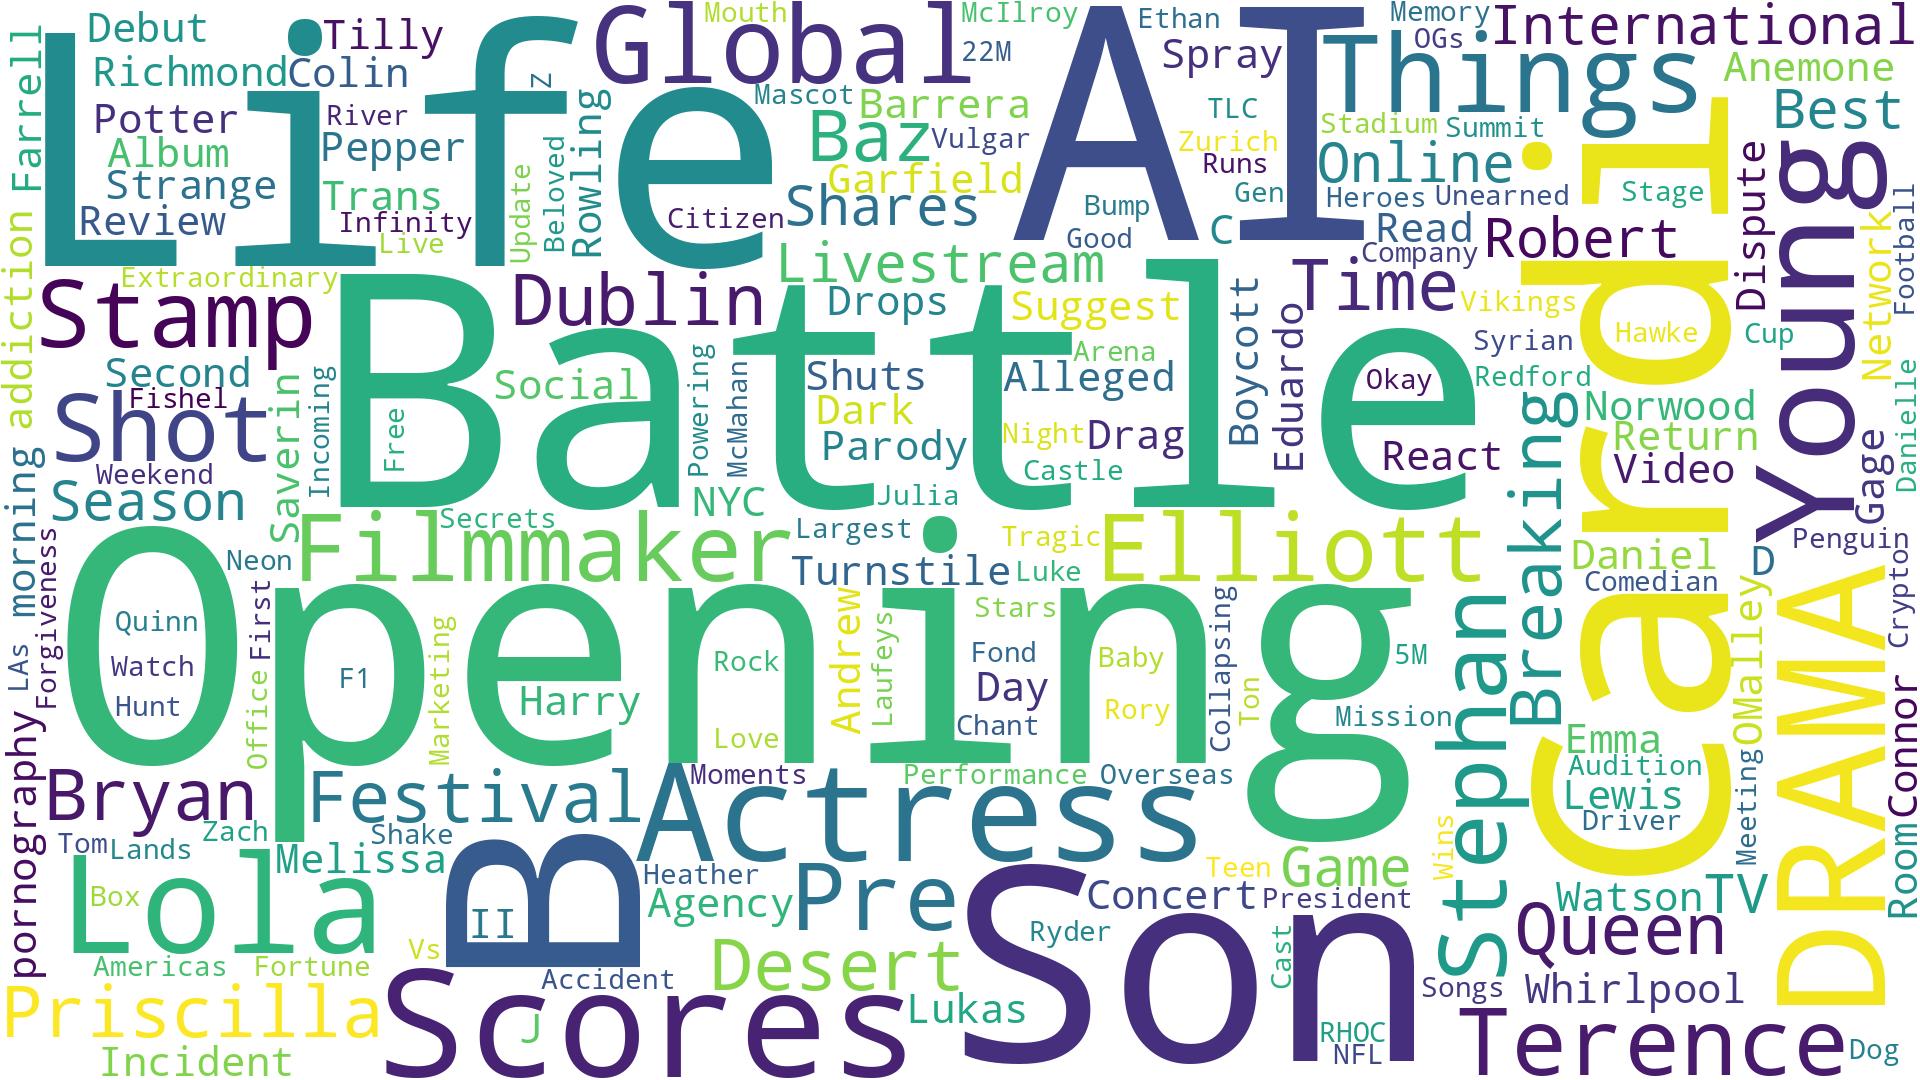 Life
AI
Battle
Opening
Son
Cardi
B
DRAMA
Young
Global
Things
International
Debut
Tilly
Richmond
Colin
Potter
River
Album
Pepper
Strange
Trans
Review
Infinity
Live
Farrell
addiction
morning
LAs
pornography
Extraordinary
Stamp
Second
Fishel
Shot
Weekend
Season
Saverin
Incoming
Free
Z
Update
Beloved
Rowling
Mouth
McIlroy
22M
Mascot
Barrera
Baz
Vulgar
Garfield
Citizen
Shares
Livestream
Dublin
Drops
Social
Powering
McMahan
Shuts
Dark
Parody
NYC
Julia
Ethan
Spray
TLC
Zurich
Runs
Gen
Bump
Good
C
Memory
OGs
Stadium
Summit
Online
Heroes
Unearned
Read
Company
Robert
Stage
Anemone
Best
Dispute
Network
Football
Suggest
Arena
Alleged
Night
Drag
Castle
Boycott
Eduardo
Time
Vikings
Syrian
Redford
Okay
React
Hawke
Cup
Norwood
Return
Video
Gage
Danielle
Breaking
Filmmaker
Secrets
Largest
Turnstile
Tragic
Luke
Elliott
Daniel
Comedian
D
Penguin
Crypto
OMalley
Forgiveness
Neon
First
Office
Quinn
Watch
Hunt
F1
Marketing
Harry
Rock
Love
Andrew
Laufeys
Stars
Fond
Day
Chant
Baby
Rory
Collapsing
Ton
5M
Mission
Stephan
Emma
Audition
Lewis
Driver
Meeting
Connor
Room
Bryan
Festival
Moments
Performance
Overseas
Actress
Tom
Lands
Zach
Shake
Melissa
Lola
Box
II
Vs
Heather
Agency
Pre
Concert
President
Teen
Game
Wins
Watson
TV
Queen
Whirlpool
Americas
Fortune
Accident
Desert
Ryder
Cast
Songs
Priscilla
Incident
Scores
J
Lukas
RHOC
NFL
Terence
Dog